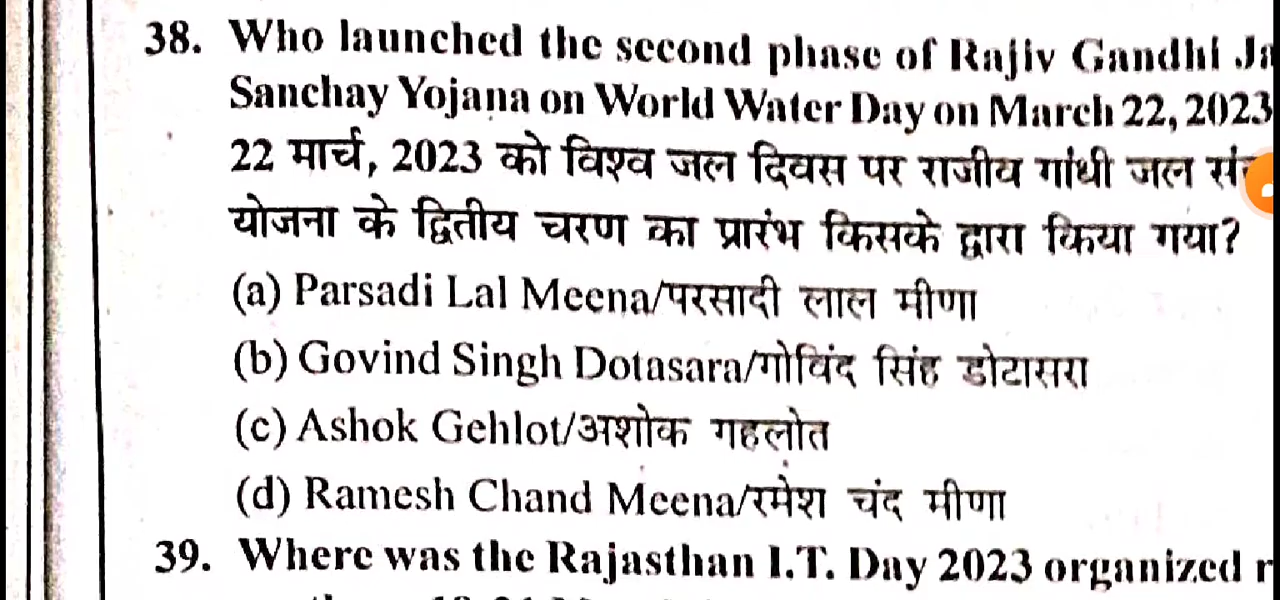 38. Who launched the second phase of Rajiv Gandhi
Sanchay Yojana on World Water Day on March 22, 2023
22 मार्च, 2023 को विश्व जल दिवस पर राजीव गांधी जल
योजना के द्वितीय चरण का प्रारंभ किसके द्वारा किया गया?
(a) Parsadi Lal Meena/परसादी लाल मीणा
(b) Govind Singh Dotasara/गोविंद सिंह डोटासरा
(c) Ashok Gehlot/अशोक गहलोत
(d) Ramesh Chand Meena/रमेश चंद मीणा
39. Where was the Rajasthan I.T. Day 2023 organized